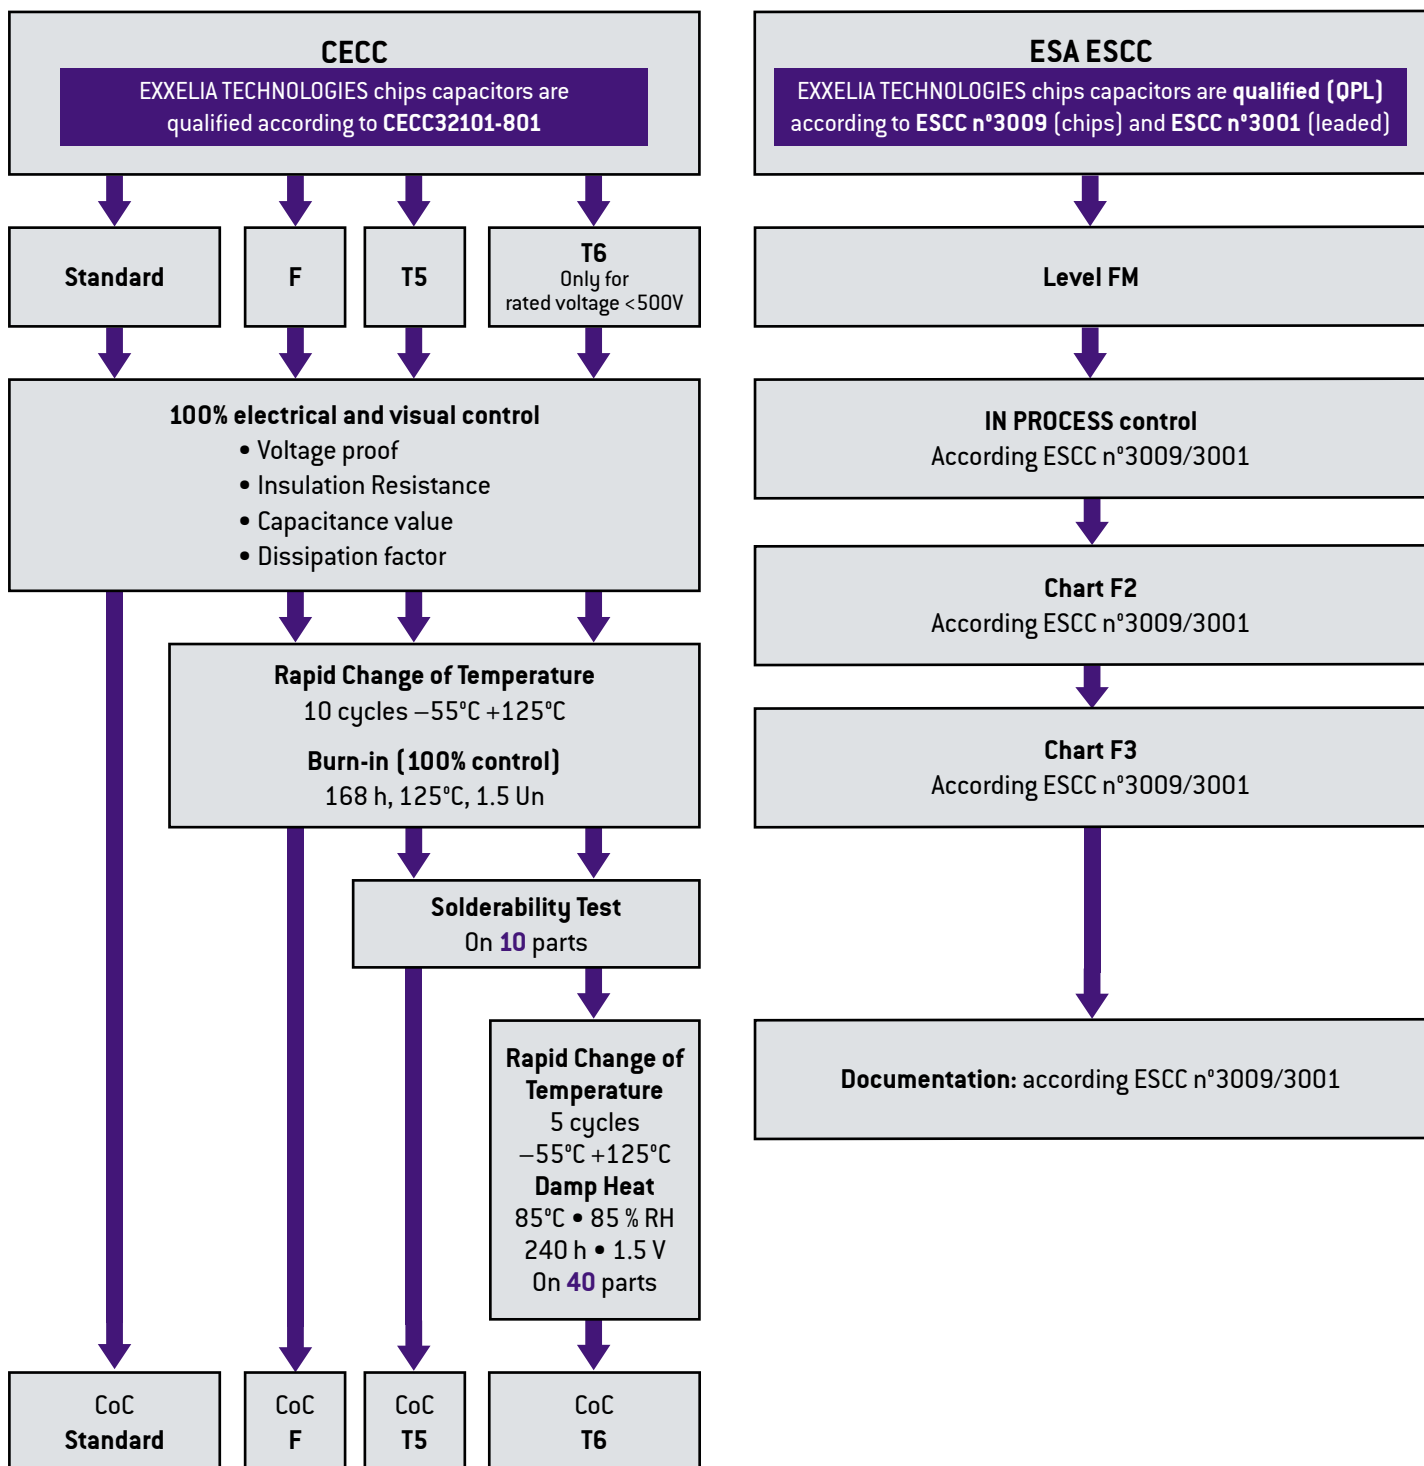 CECC
EXXELIA TECHNOLOGIES chips capacitors are
qualified according to CECC32101-801
Standard
F
T5
T6
Only for
rated voltage <500V
100% electrical and visual control
• Voltage proof
• Insulation Resistance
• Capacitance value
• Dissipation factor
Rapid Change of Temperature
10 cycles –55°C +125°C
Burn-in (100% control)
168 h, 125°C, 1.5 Un
Solderability Test
On 10 parts
Rapid Change of
Temperature
5 cycles
–55°C +125°C
Damp Heat
85°C • 85 % RH
240 h • 1.5 V
On 40 parts
CoC
Standard
CoC
F
CoC
T5
CoC
T6
ESA ESCC
EXXELIA TECHNOLOGIES chips capacitors are qualified (QPL)
according to ESCC n°3009 (chips) and ESCC n°3001 (leaded)
Level FM
IN PROCESS control
According ESCC n°3009/3001
Chart F2
According ESCC n°3009/3001
Chart F3
According ESCC n°3009/3001
Documentation: according ESCC n°3009/3001